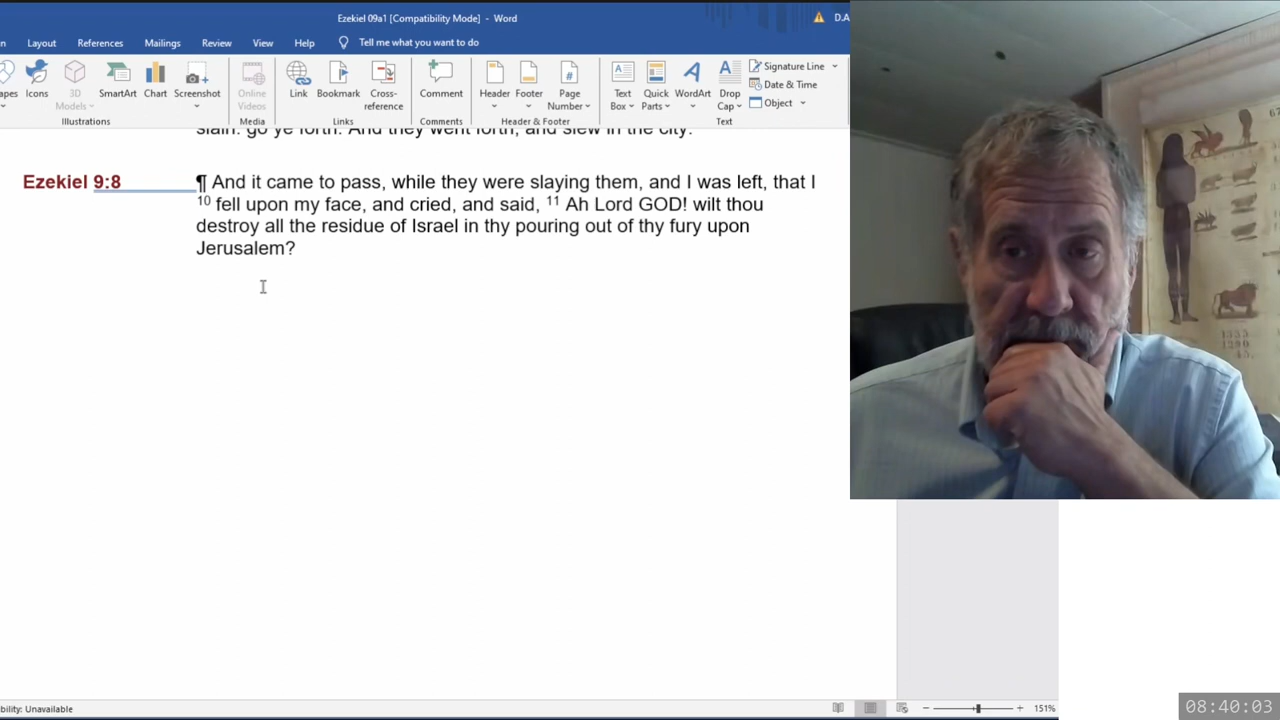 Ezekiel 09a1 [Compatibility Mode] - Word
D.A
n Layout References Mailings Review View Help Tell me what you want to do
apes Icons 3D Models SmartArt Chart Screenshot
Online Videos
Link Bookmark Cross-reference
Comment
Header Footer Page Number
Text Box Quick Parts WordArt Drop Cap
Signature Line
Date & Time
Object
Illustrations Media Links Comments Header & Footer Text
slain: go ye forth. And they went forth, and slew in the city.
Ezekiel 9:8 ¶ And it came to pass, while they were slaying them, and I was left, that I
10 fell upon my face, and cried, and said, 11 Ah Lord GOD! wilt thou
destroy all the residue of Israel in thy pouring out of thy fury upon
Jerusalem?
1335
1290
45,
bility: Unavailable
151%
08:40:03